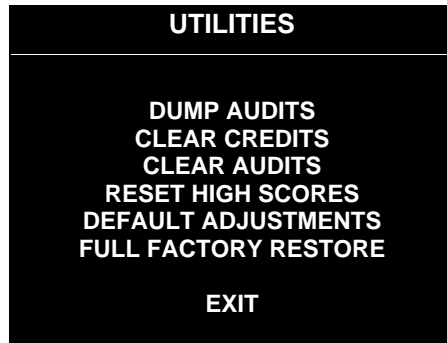 UTILITIES
DUMP AUDITS
CLEAR CREDITS
CLEAR AUDITS
RESET HIGH SCORES
DEFAULT ADJUSTMENTS
FULL FACTORY RESTORE
EXIT